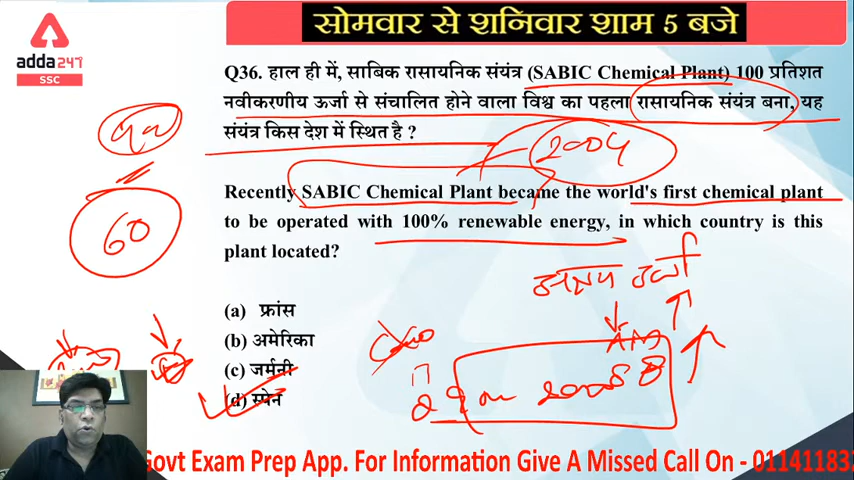 सोमवार से शनिवार शाम 5 बजे
adda247
SSC
Q36. हाल ही में, साबिक रासायनिक संयंत्र (SABIC Chemical Plant) 100 प्रतिशत
नवीकरणीय ऊर्जा से संचालित होने वाला विश्व का पहला रासायनिक संयंत्र बना, यह
संयंत्र किस देश में स्थित है ?
2004
60
Recently SABIC Chemical Plant became the world's first chemical plant
to be operated with 100% renewable energy, in which country is this
plant located?
(a) फ्रांस
(b) अमेरिका
(c) जर्मनी
(d) स्पेन
Govt Exam Prep App. For Information Give A Missed Call On - 011411183